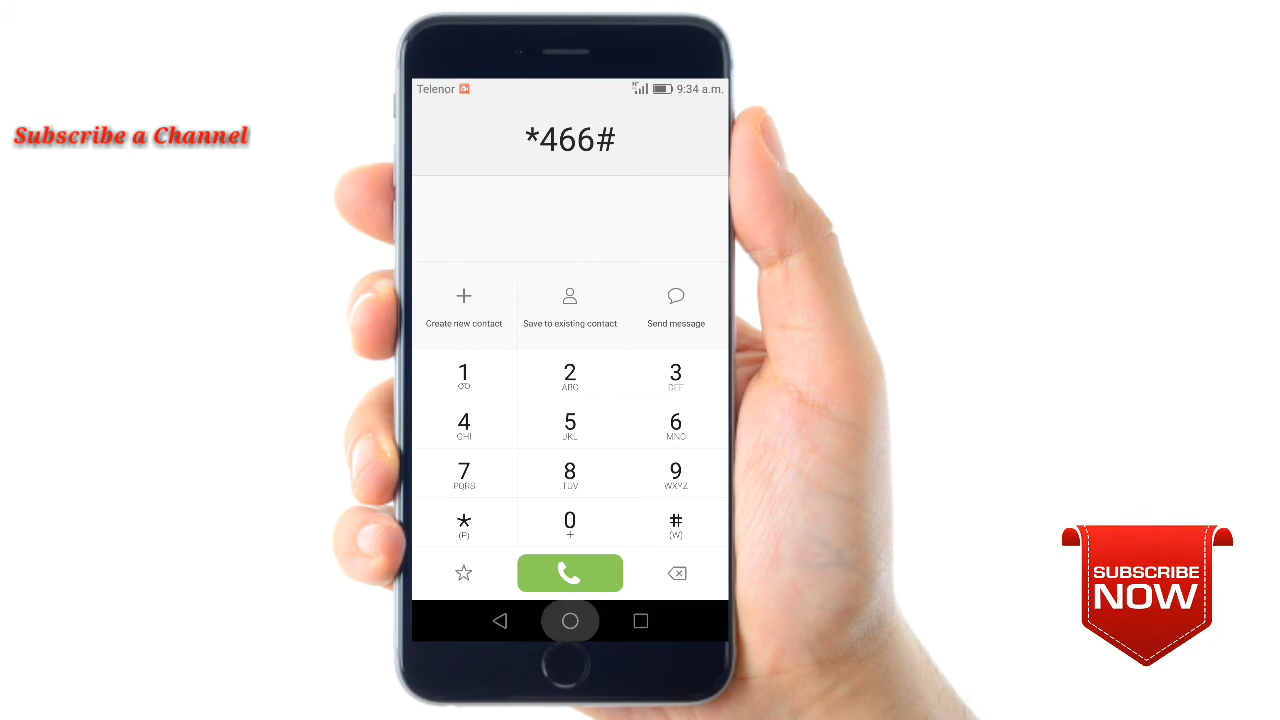 Telenor
H+ 9:34 a.m.
Subscribe a Channel
*466#
Create new contact
Save to existing contact
Send message
1 2 3
ABC DEF
4 5 6
GHI JKL MNO
7 8 9
PQRS TUV WXYZ
* 0 #
(P) + (W)
SUBSCRIBE
NOW